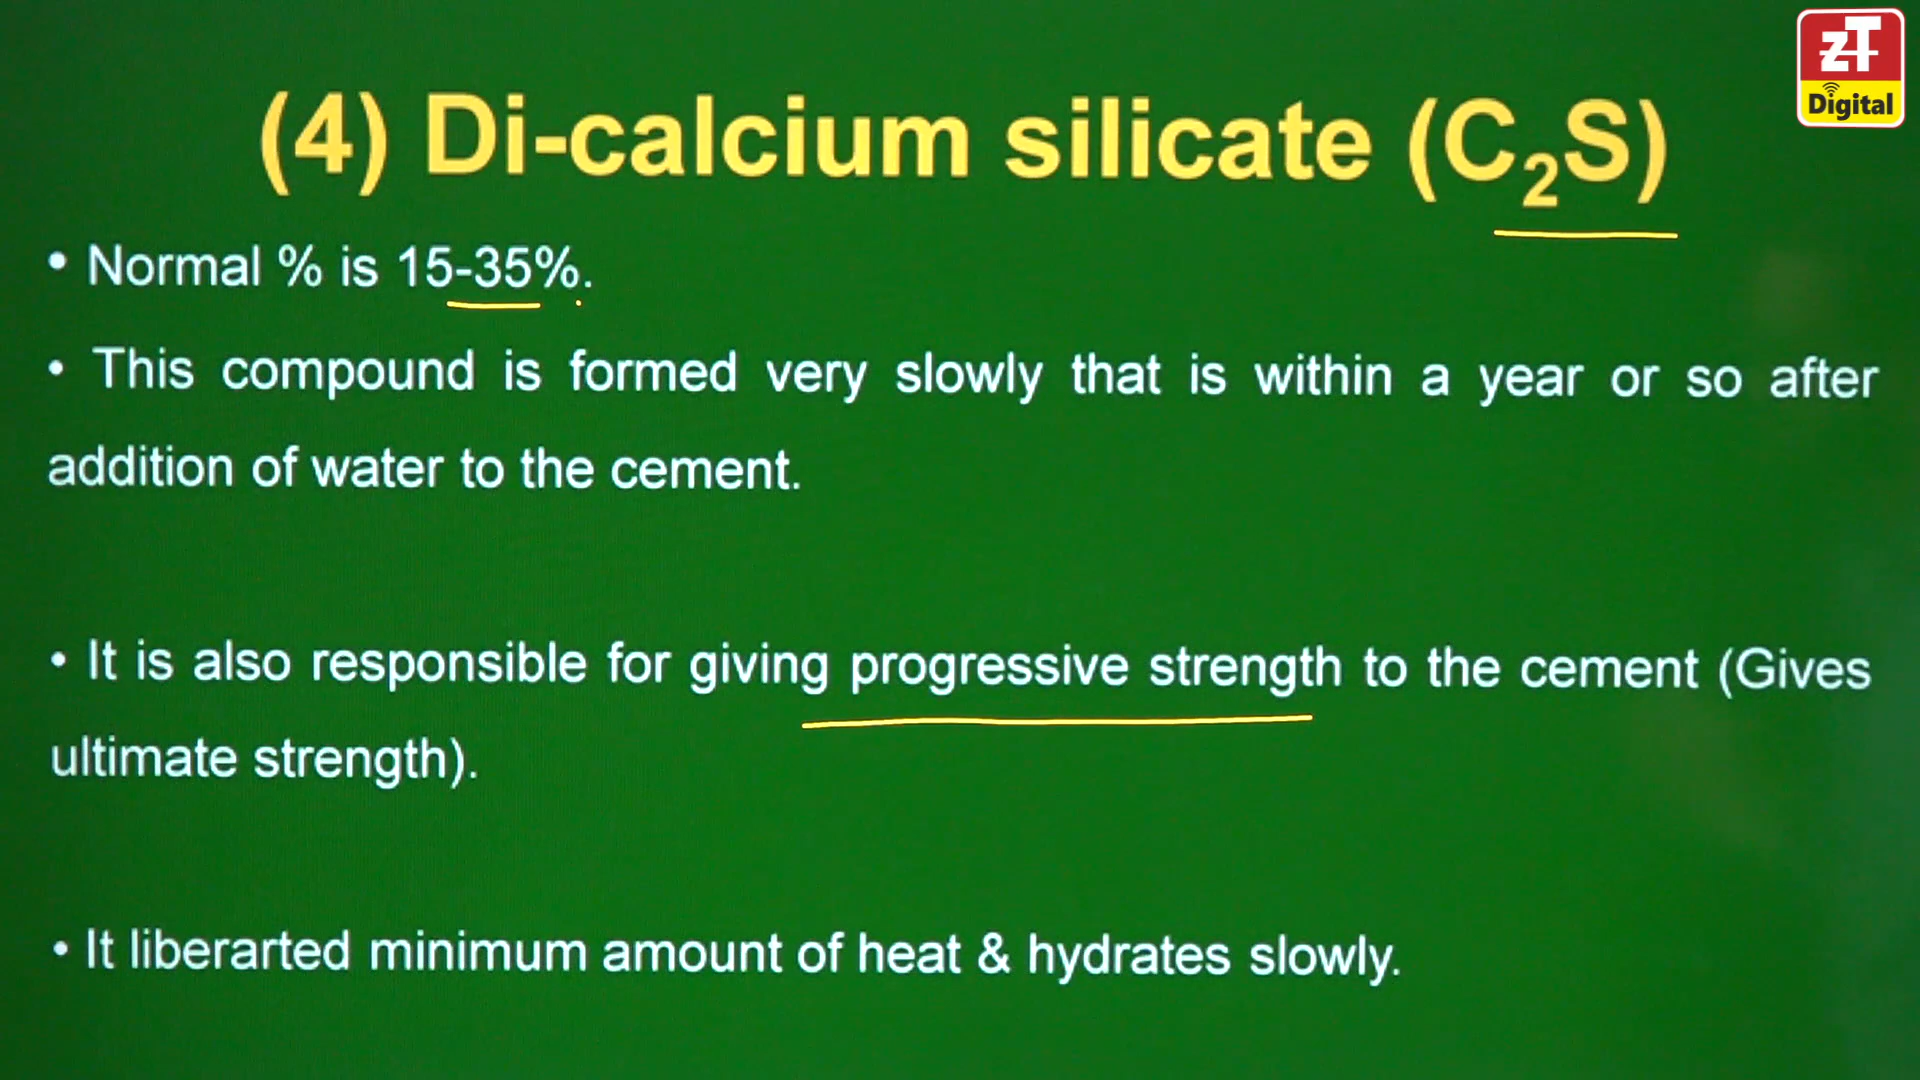 zT
Digital
(4) Di-calcium silicate (C₂S)
• Normal % is 15-35%.
• This compound is formed very slowly that is within a year or so after
addition of water to the cement.
• It is also responsible for giving progressive strength to the cement (Gives
ultimate strength).
• It liberarted minimum amount of heat & hydrates slowly.